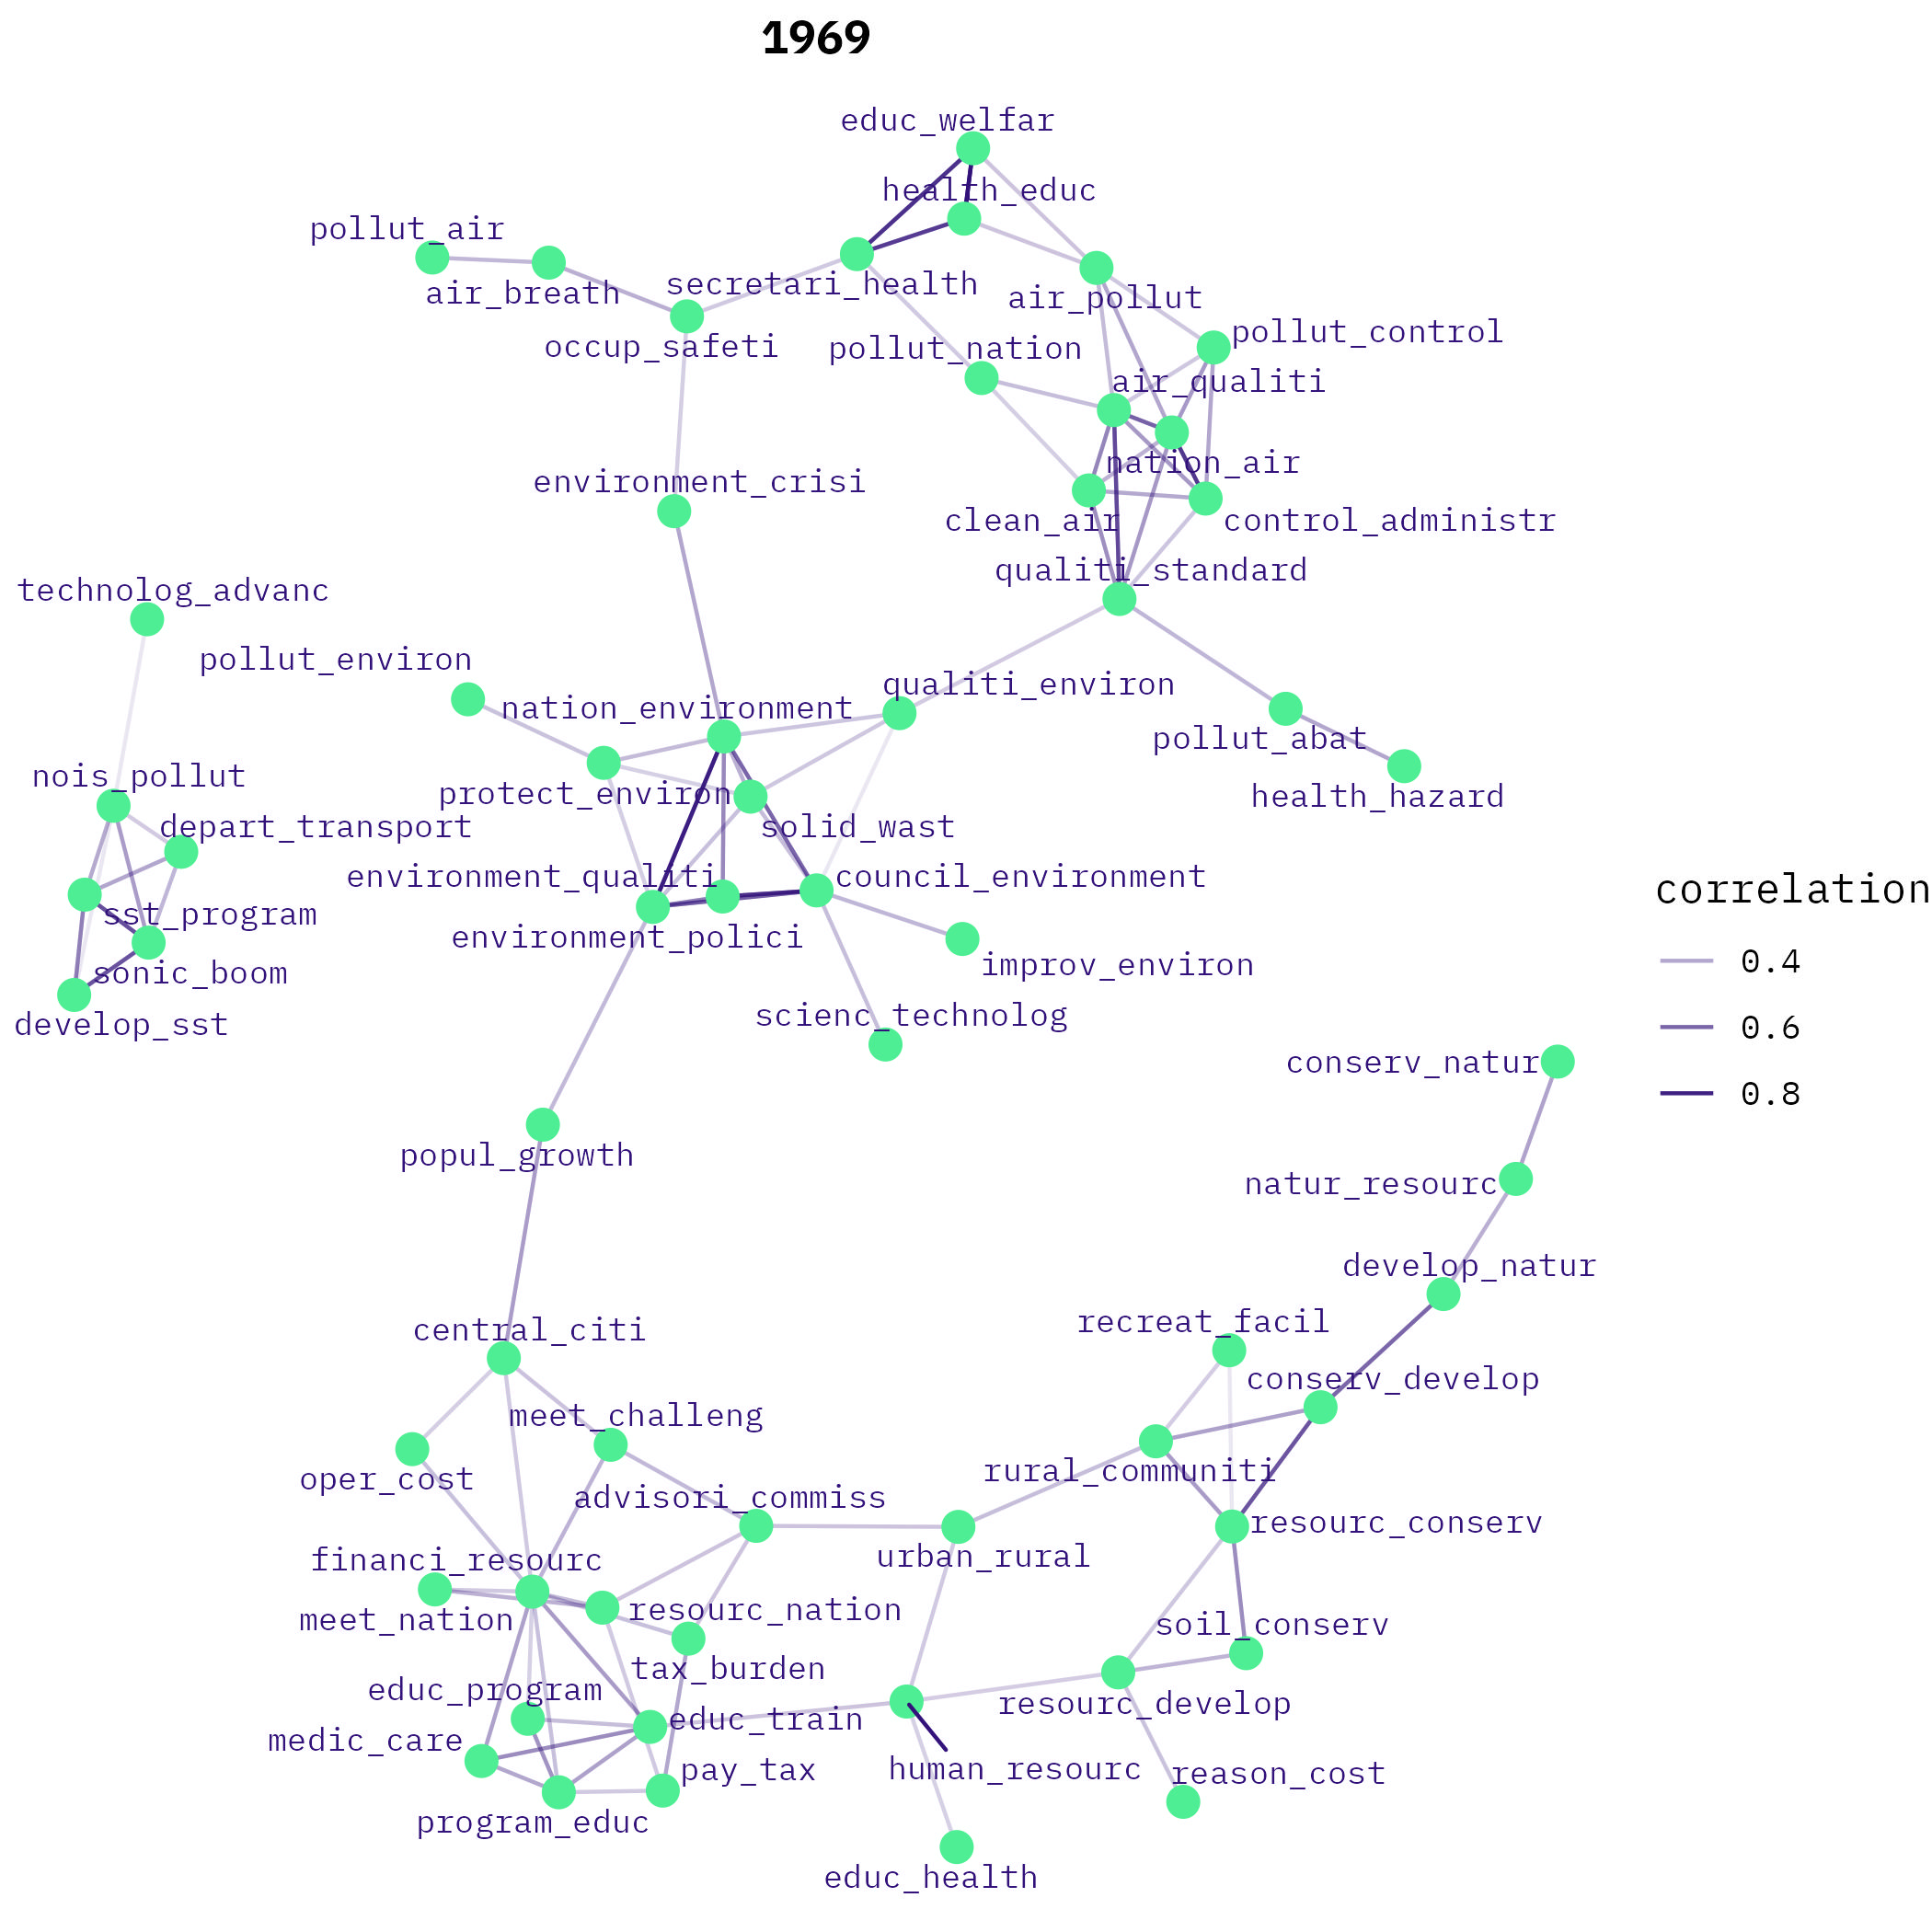 1969
educ_welfar
health_educ
pollut_air
air_breath
secretari_health
air_pollut
occup_safeti
pollut_nation
pollut_control
air_qualiti
nation_air
environment_crisi
clean_air
control_administr
qualiti_standard
technolog_advanc
pollut_environ
qualiti_environ
nation_environment
pollut_abat
nois_pollut
protect_environ
health_hazard
depart_transport
solid_wast
environment_qualiti
council_environment
correlation
sst_program
environment_polici
0.4
improv_environ
sonic_boom
scienc_technolog
develop_sst
0.6
conserv_natur
0.8
popul_growth
natur_resourc
develop_natur
recreat_facil
central_citi
conserv_develop
meet_challeng
rural_communiti
oper_cost
advisori_commiss
resourc_conserv
urban_rural
financi_resourc
resourc_nation
meet_nation
soil_conserv
tax_burden
educ_program
resourc_develop
educ_train
medic_care
pay_tax
human_resourc
reason_cost
program_educ
educ_health